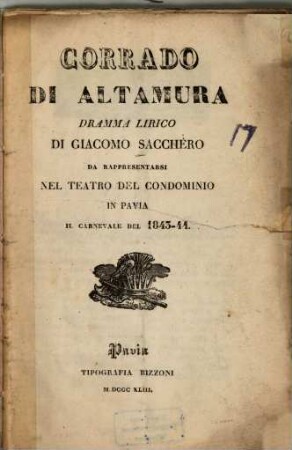 CORRADO
DI ALTAMURA
DRAMMA LIRICO
DI GIACOMO SACCHÈRO
DA RAPPRESENTARSI
NEL TEATRO DEL CONDOMINIO
IN PAVIA
IL CARNEVALE DEL 1843-44.
17
Pavia
TIPOGRAFIA BIZZONI
M.DCCC XLIII.